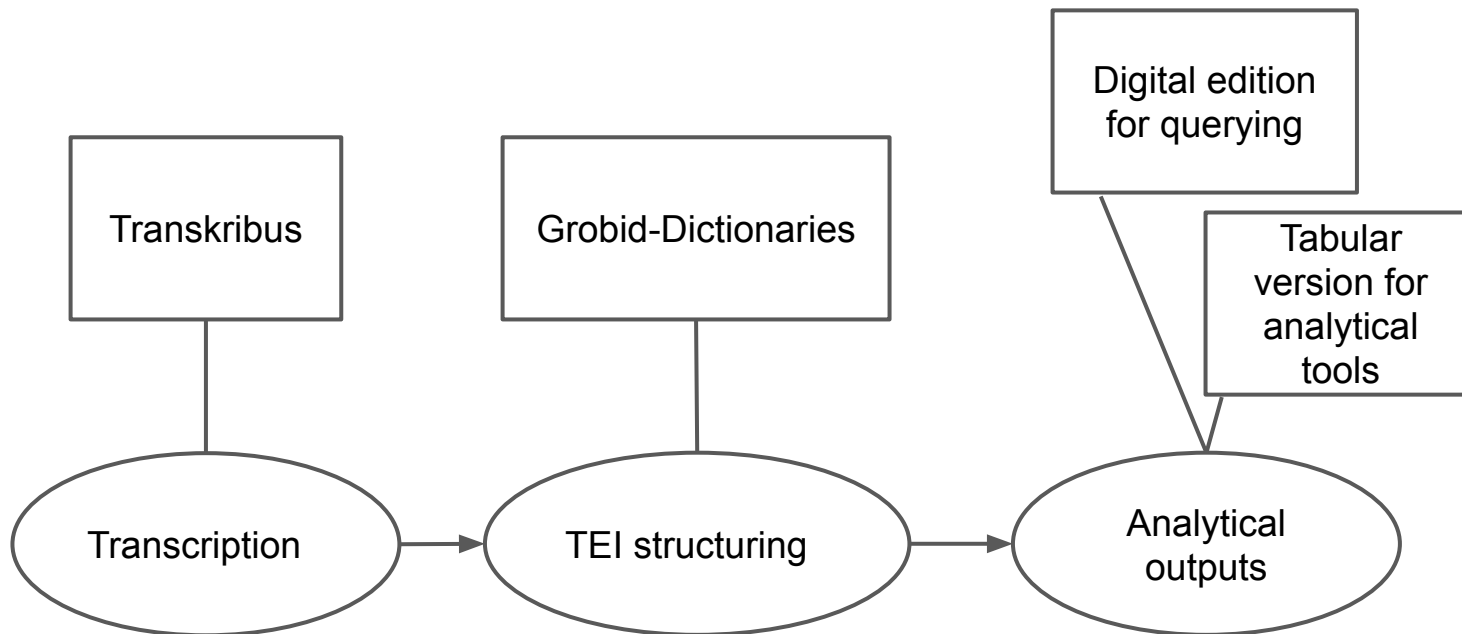 Digital edition
for querying
Transkribus
Grobid-Dictionaries
Tabular
version for
analytical
tools
Transcription
TEI structuring
Analytical
outputs